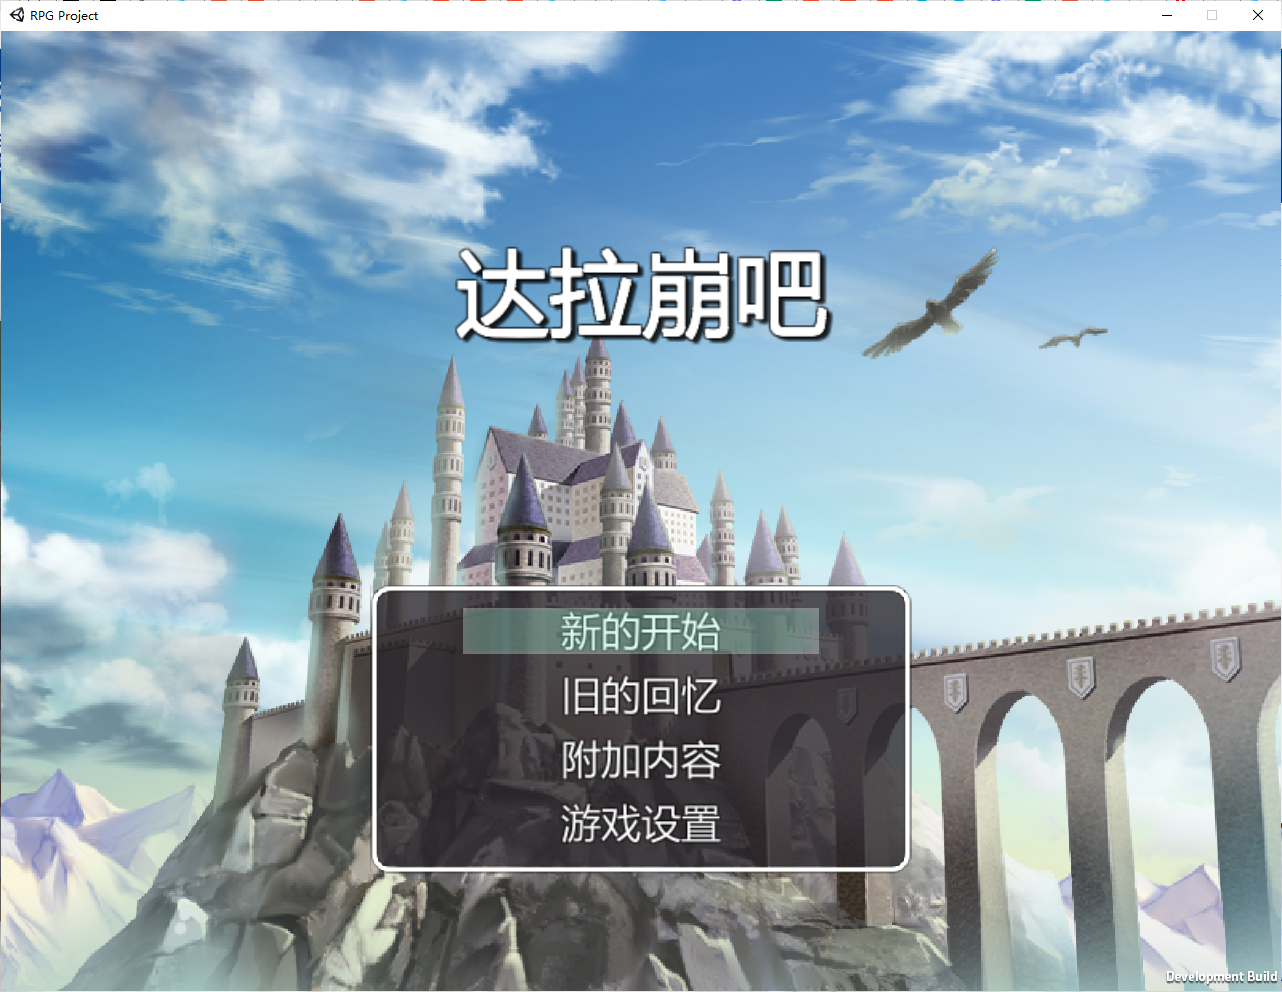 RPG Project
达拉崩吧
新的开始
旧的回忆
附加内容
游戏设置
Development Build